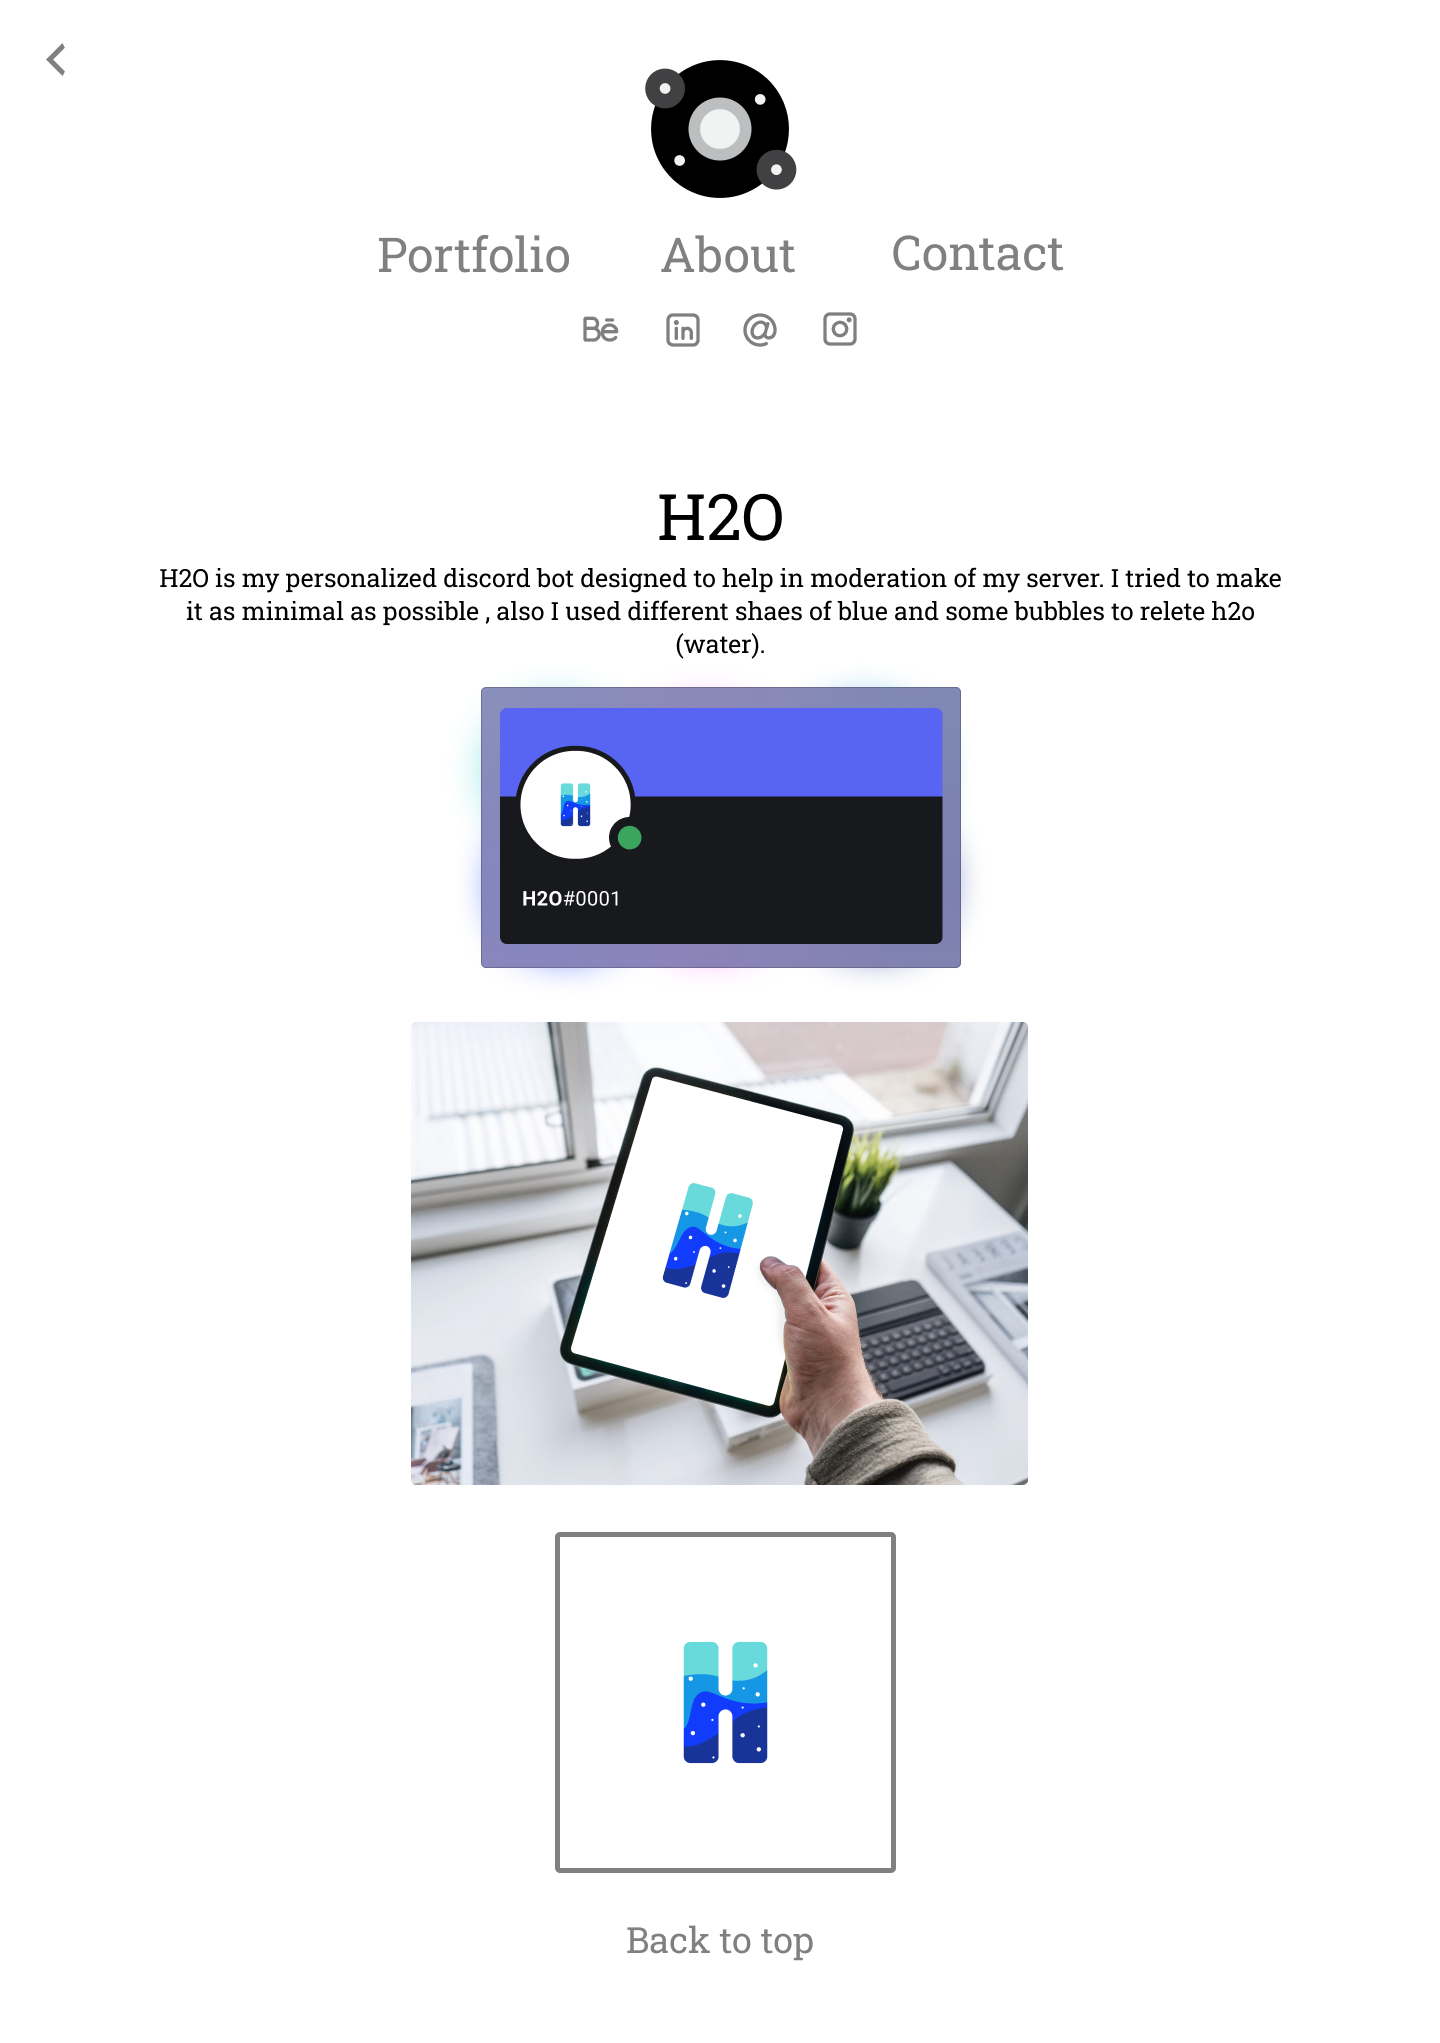 Portfolio About Contact
Bē in @
H2O
H2O is my personalized discord bot designed to help in moderation of my server. I tried to make
it as minimal as possible , also I used different shaes of blue and some bubbles to relete h2o
(water).
H
H2O#0001
H
H
Back to top